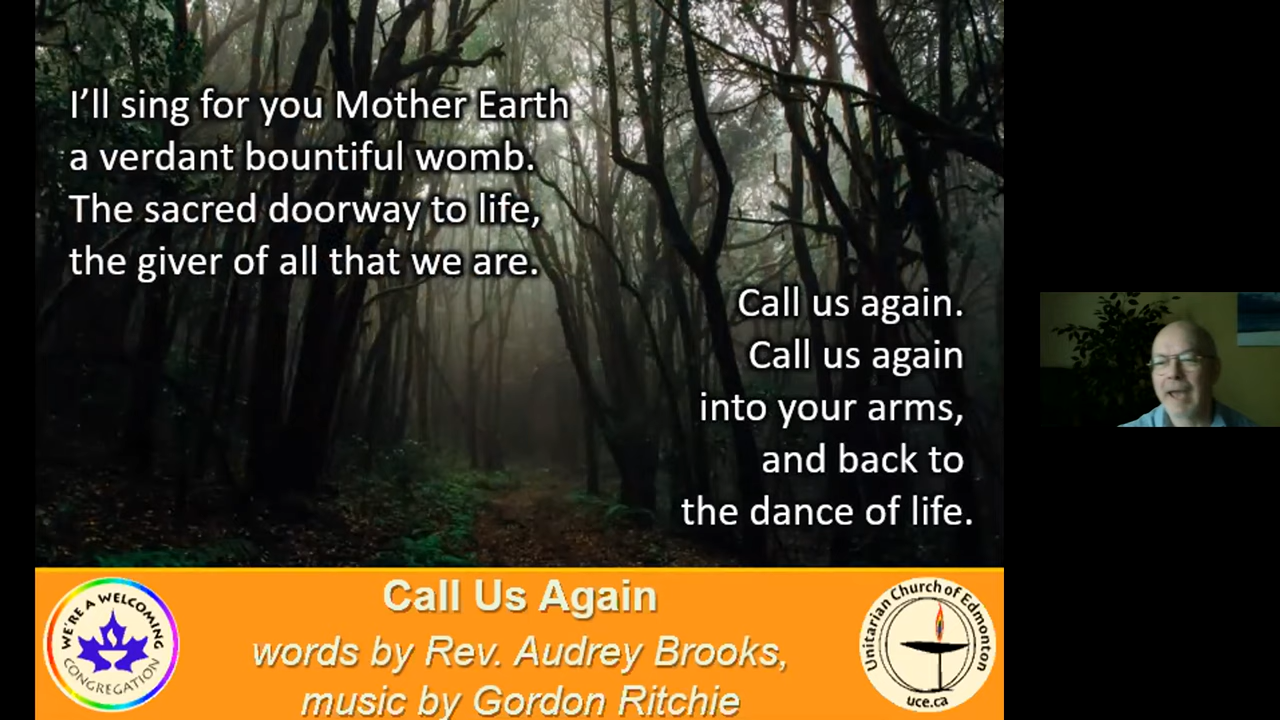 I'll sing for you Mother Earth
a verdant bountiful womb.
The sacred doorway to life,
the giver of all that we are.
Call us again.
Call us again
into your arms,
and back to
the dance of life.
Call Us Again
words by Rev. Audrey Brooks,
music by Gordon Ritchie
WE'RE A WELCOMING
CONGREGATION
Unitarian Church of Edmonton
uce.ca